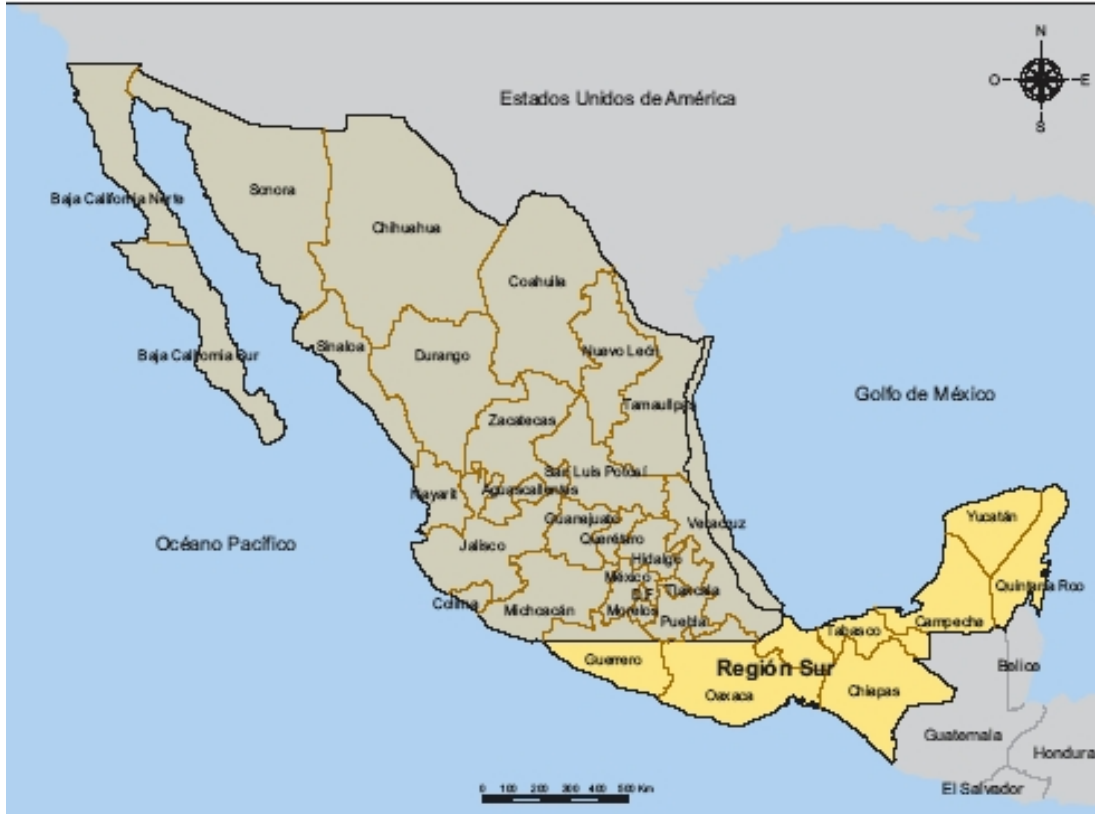 N
Estados Unidos de América
O
E
S
Sonora
Baja California Norte
Chihuahua
Coahuila
Sinaloa
Durango
Nuevo León
Baja California Sur
Golfo de México
Tamaulipas
Zacatecas
San Luis Potosí
Nayarit
Aguascalientes
Guanajuato
Veracruz
Yucatán
Océano Pacífico
Jalisco
Querétaro
Hidalgo
México
Quintana Roo
Tlaxcala
D.F.
Colima
Michoacán
Morelos
Puebla
Tabasco
Campeche
Guerrero
Región Sur
Belice
Oaxaca
Chiapas
Guatemala
Hondura
El Salvador
0 100 200 300 400 500 Km